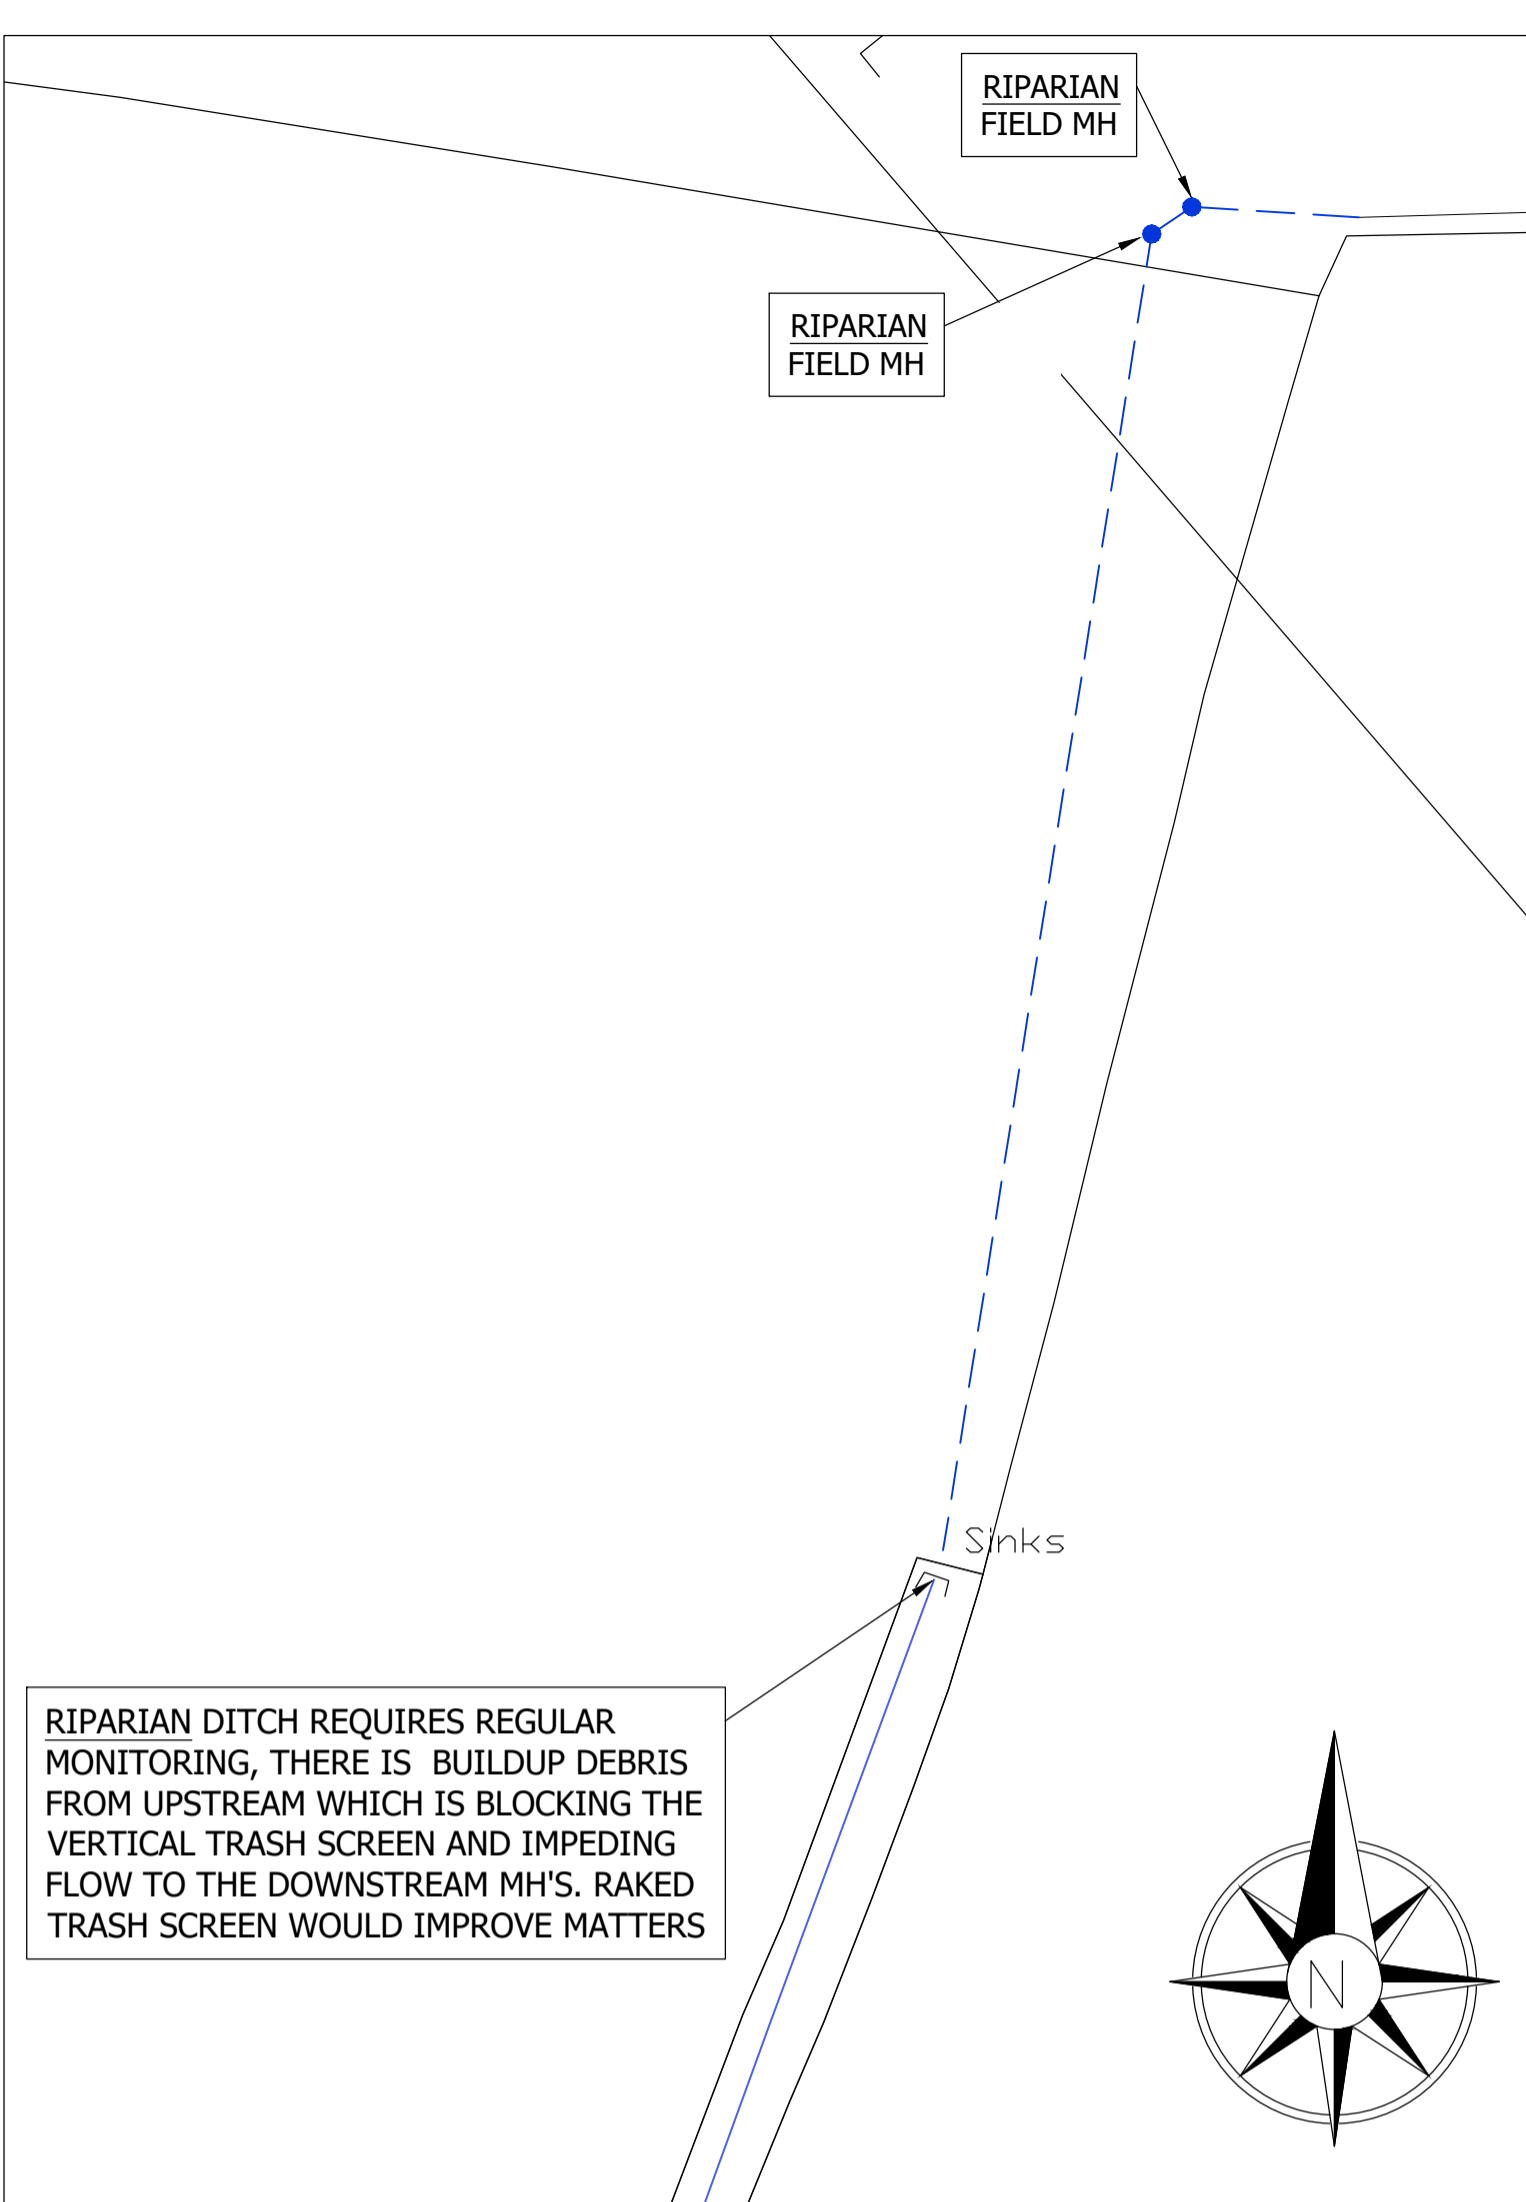 RIPARIAN
FIELD MH
RIPARIAN
FIELD MH
Sinks
RIPARIAN DITCH REQUIRES REGULAR
MONITORING, THERE IS  BUILDUP DEBRIS
FROM UPSTREAM WHICH IS BLOCKING THE
VERTICAL TRASH SCREEN AND IMPEDING
FLOW TO THE DOWNSTREAM MH'S. RAKED
TRASH SCREEN WOULD IMPROVE MATTERS
N